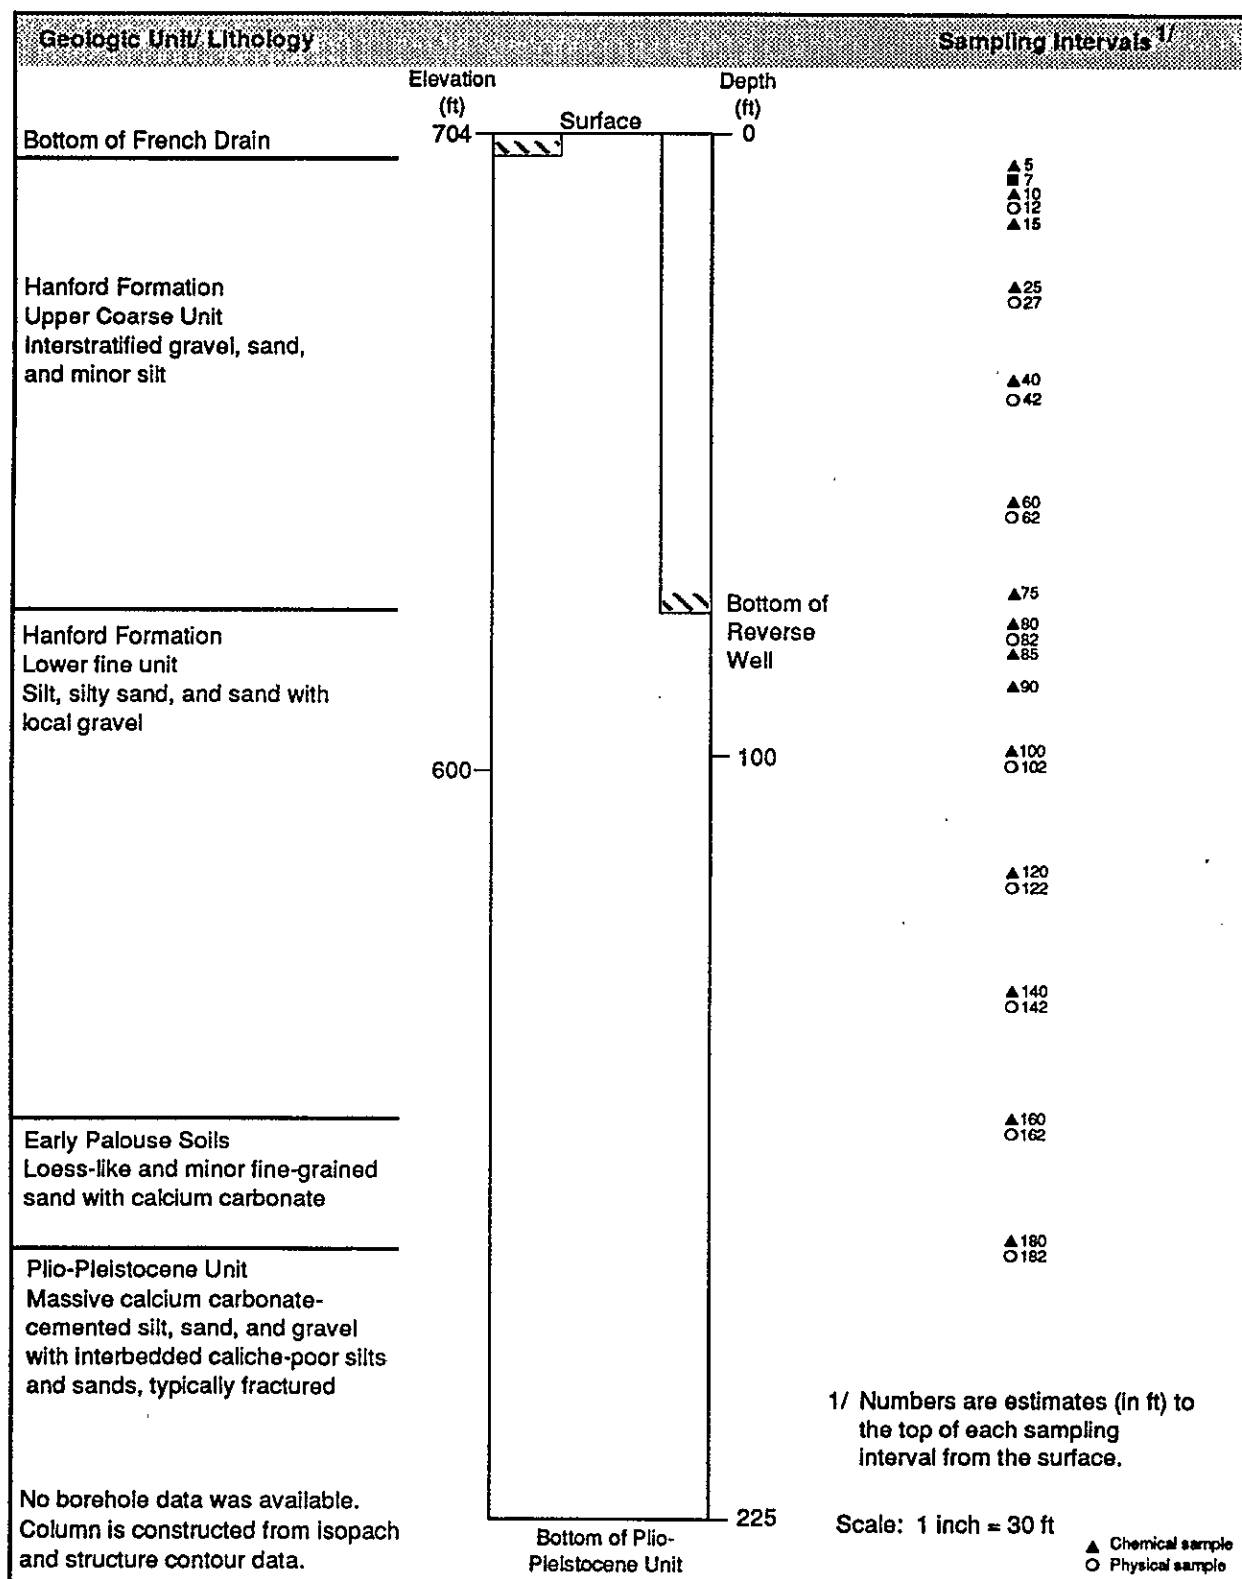 Geologic Unit/ Lithology
Sampling Intervals 1/
Elevation
(ft)
Depth
(ft)
704
Surface
0
Bottom of French Drain
▲5
■7
▲10
○12
▲15
Hanford Formation
Upper Coarse Unit
Interstratified gravel, sand,
and minor silt
▲25
○27
▲40
○42
▲60
○62
▲75
Bottom of
Reverse
Well
Hanford Formation
Lower fine unit
Silt, silty sand, and sand with
local gravel
▲80
○82
▲85
▲90
600
100
▲100
○102
▲120
○122
▲140
○142
Early Palouse Soils
Loess-like and minor fine-grained
sand with calcium carbonate
▲160
○162
▲180
○182
Plio-Pleistocene Unit
Massive calcium carbonate-
cemented silt, sand, and gravel
with interbedded caliche-poor silts
and sands, typically fractured
1/ Numbers are estimates (in ft) to
the top of each sampling
interval from the surface.
No borehole data was available.
Column is constructed from isopach
and structure contour data.
225
Bottom of Plio-
Pleistocene Unit
Scale: 1 inch = 30 ft
▲ Chemical sample
○ Physical sample